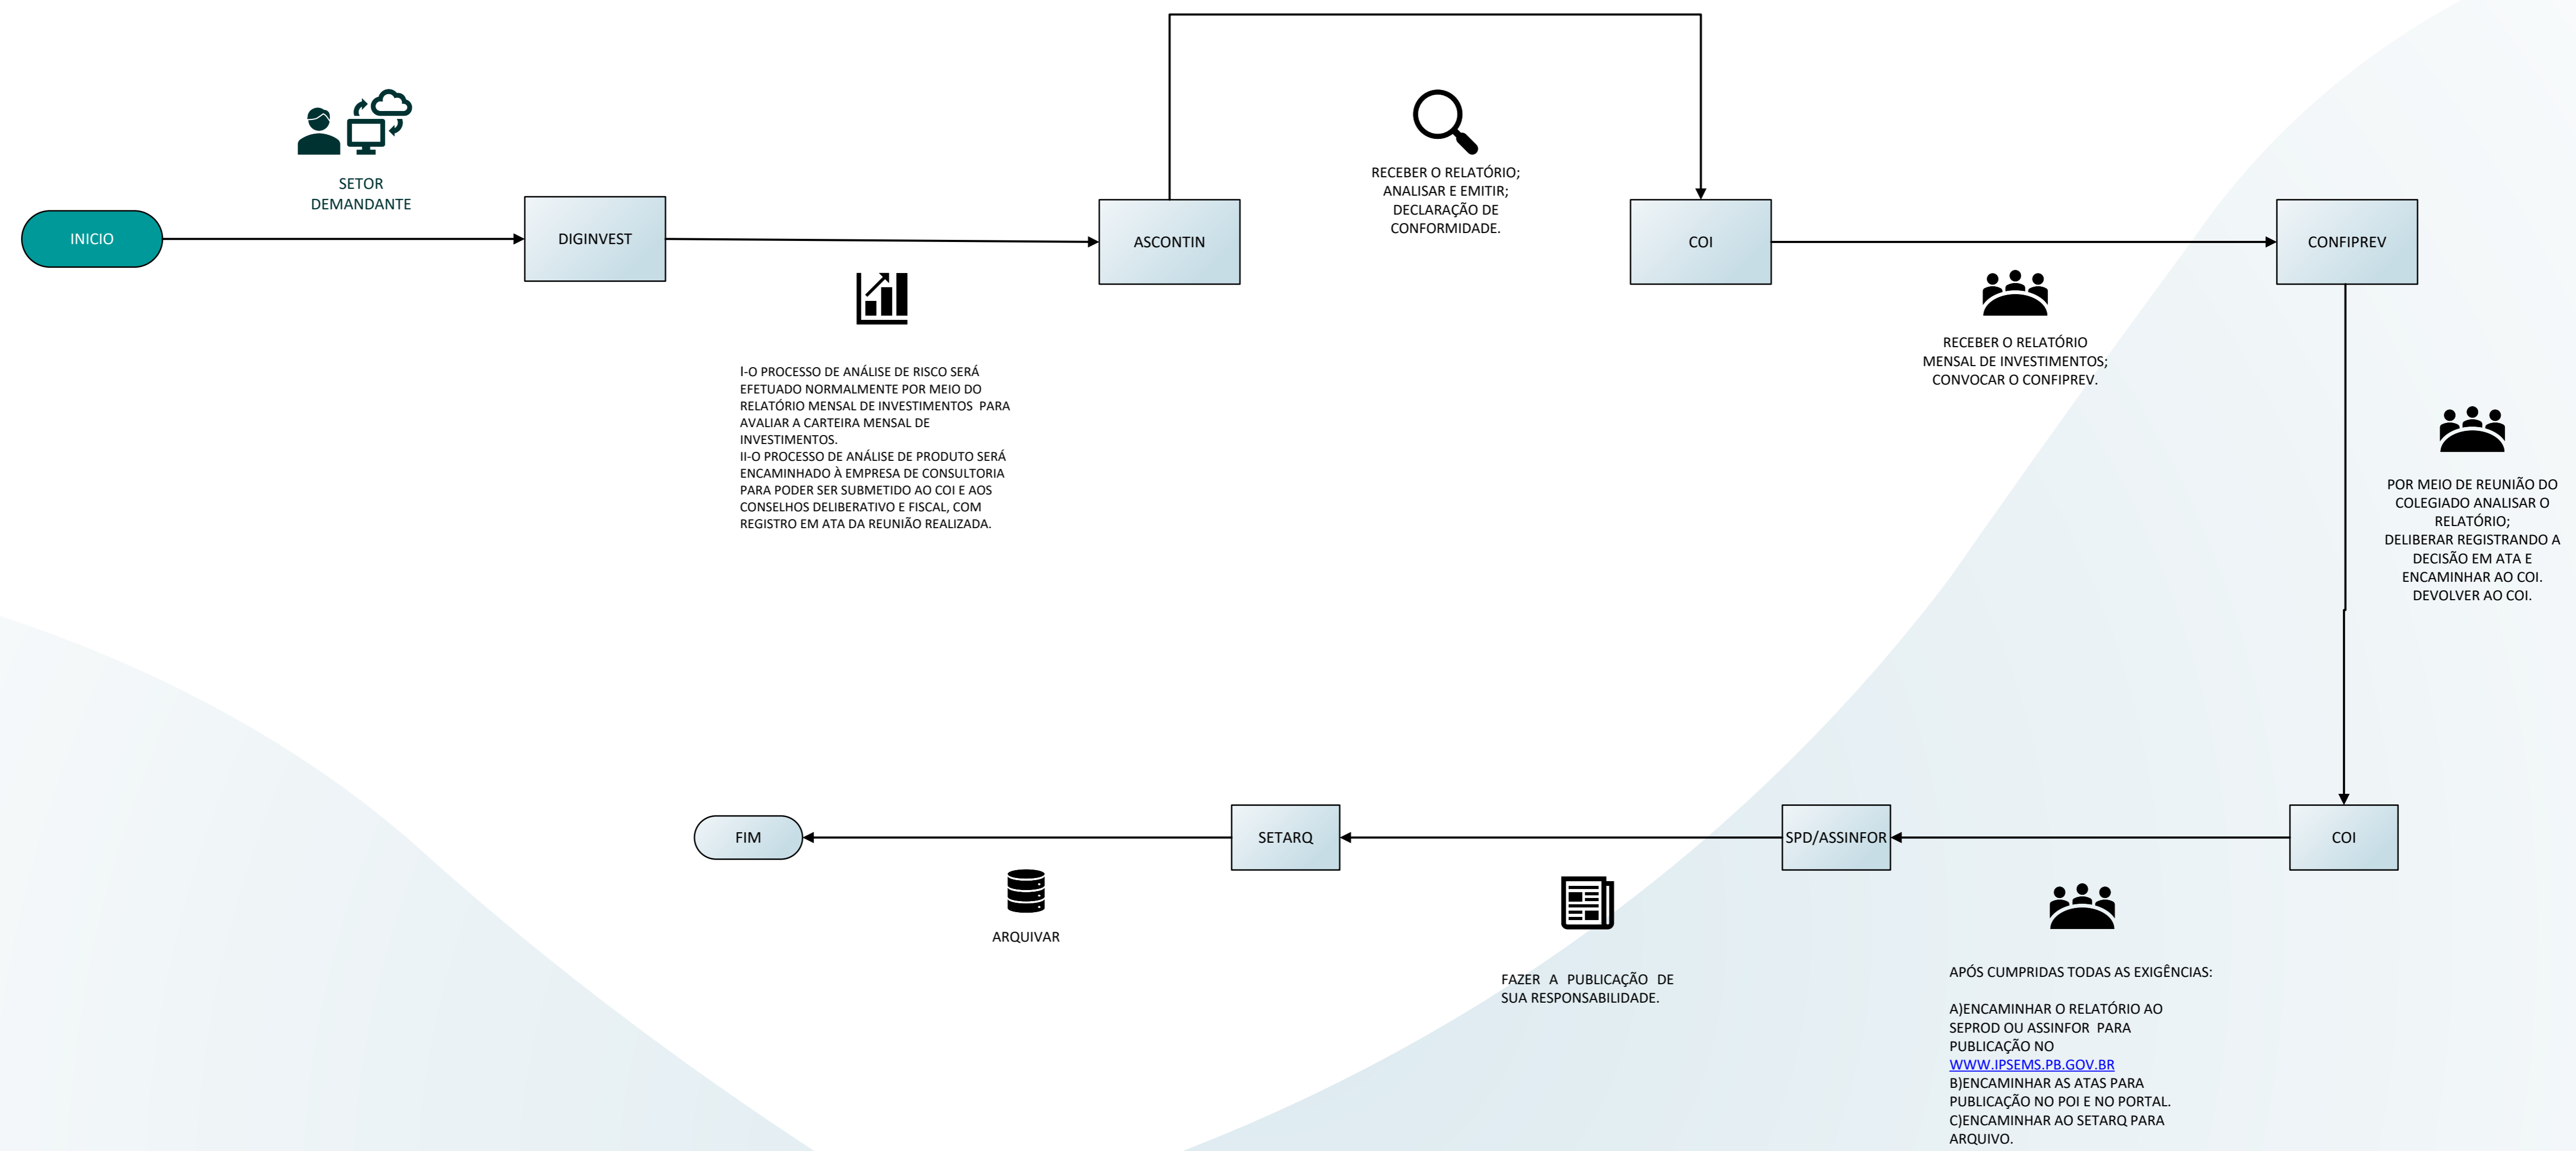 SETOR
DEMANDANTE
INICIO
DIGINVEST
I-O PROCESSO DE ANÁLISE DE RISCO SERÁ
EFETUADO NORMALMENTE POR MEIO DO
RELATÓRIO MENSAL DE INVESTIMENTOS PARA
AVALIAR A CARTEIRA MENSAL DE
INVESTIMENTOS.
II-O PROCESSO DE ANÁLISE DE PRODUTO SERÁ
ENCAMINHADO À EMPRESA DE CONSULTORIA
PARA PODER SER SUBMETIDO AO COI E AOS
CONSELHOS DELIBERATIVO E FISCAL, COM
REGISTRO EM ATA DA REUNIÃO REALIZADA.
ASCONTIN
RECEBER O RELATÓRIO;
ANALISAR E EMITIR;
DECLARAÇÃO DE
CONFORMIDADE.
COI
RECEBER O RELATÓRIO
MENSAL DE INVESTIMENTOS;
CONVOCAR O CONFIPREV.
CONFIPREV
POR MEIO DE REUNIÃO DO
COLEGIADO ANALISAR O
RELATÓRIO;
DELIBERAR REGISTRANDO A
DECISÃO EM ATA E
ENCAMINHAR AO COI.
DEVOLVER AO COI.
COI
APÓS CUMPRIDAS TODAS AS EXIGÊNCIAS:
A)ENCAMINHAR O RELATÓRIO AO
SEPROD OU ASSINFOR PARA
PUBLICAÇÃO NO
WWW.IPSEMS.PB.GOV.BR
B)ENCAMINHAR AS ATAS PARA
PUBLICAÇÃO NO POI E NO PORTAL.
C)ENCAMINHAR AO SETARQ PARA
ARQUIVO.
SPD/ASSINFOR
FAZER A PUBLICAÇÃO DE
SUA RESPONSABILIDADE.
SETARQ
ARQUIVAR
FIM